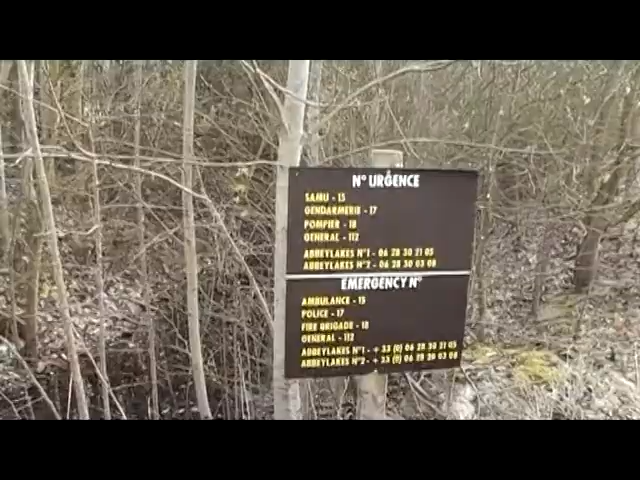 N° URGENCE
SAMU - 15
GENDARMERIE - 17
POMPIER - 18
GENERAL - 112
ABBEYLAKES N°1 - 06 28 30 21 05
ABBEYLAKES N°2 - 06 28 30 03 08
EMERGENCY N°
AMBULANCE - 15
POLICE - 17
FIRE BRIGADE - 18
GENERAL - 112
ABBEYLAKES N°1 - + 33 (0) 06 28 30 21 05
ABBEYLAKES N°2 - + 33 (0) 06 28 30 03 08